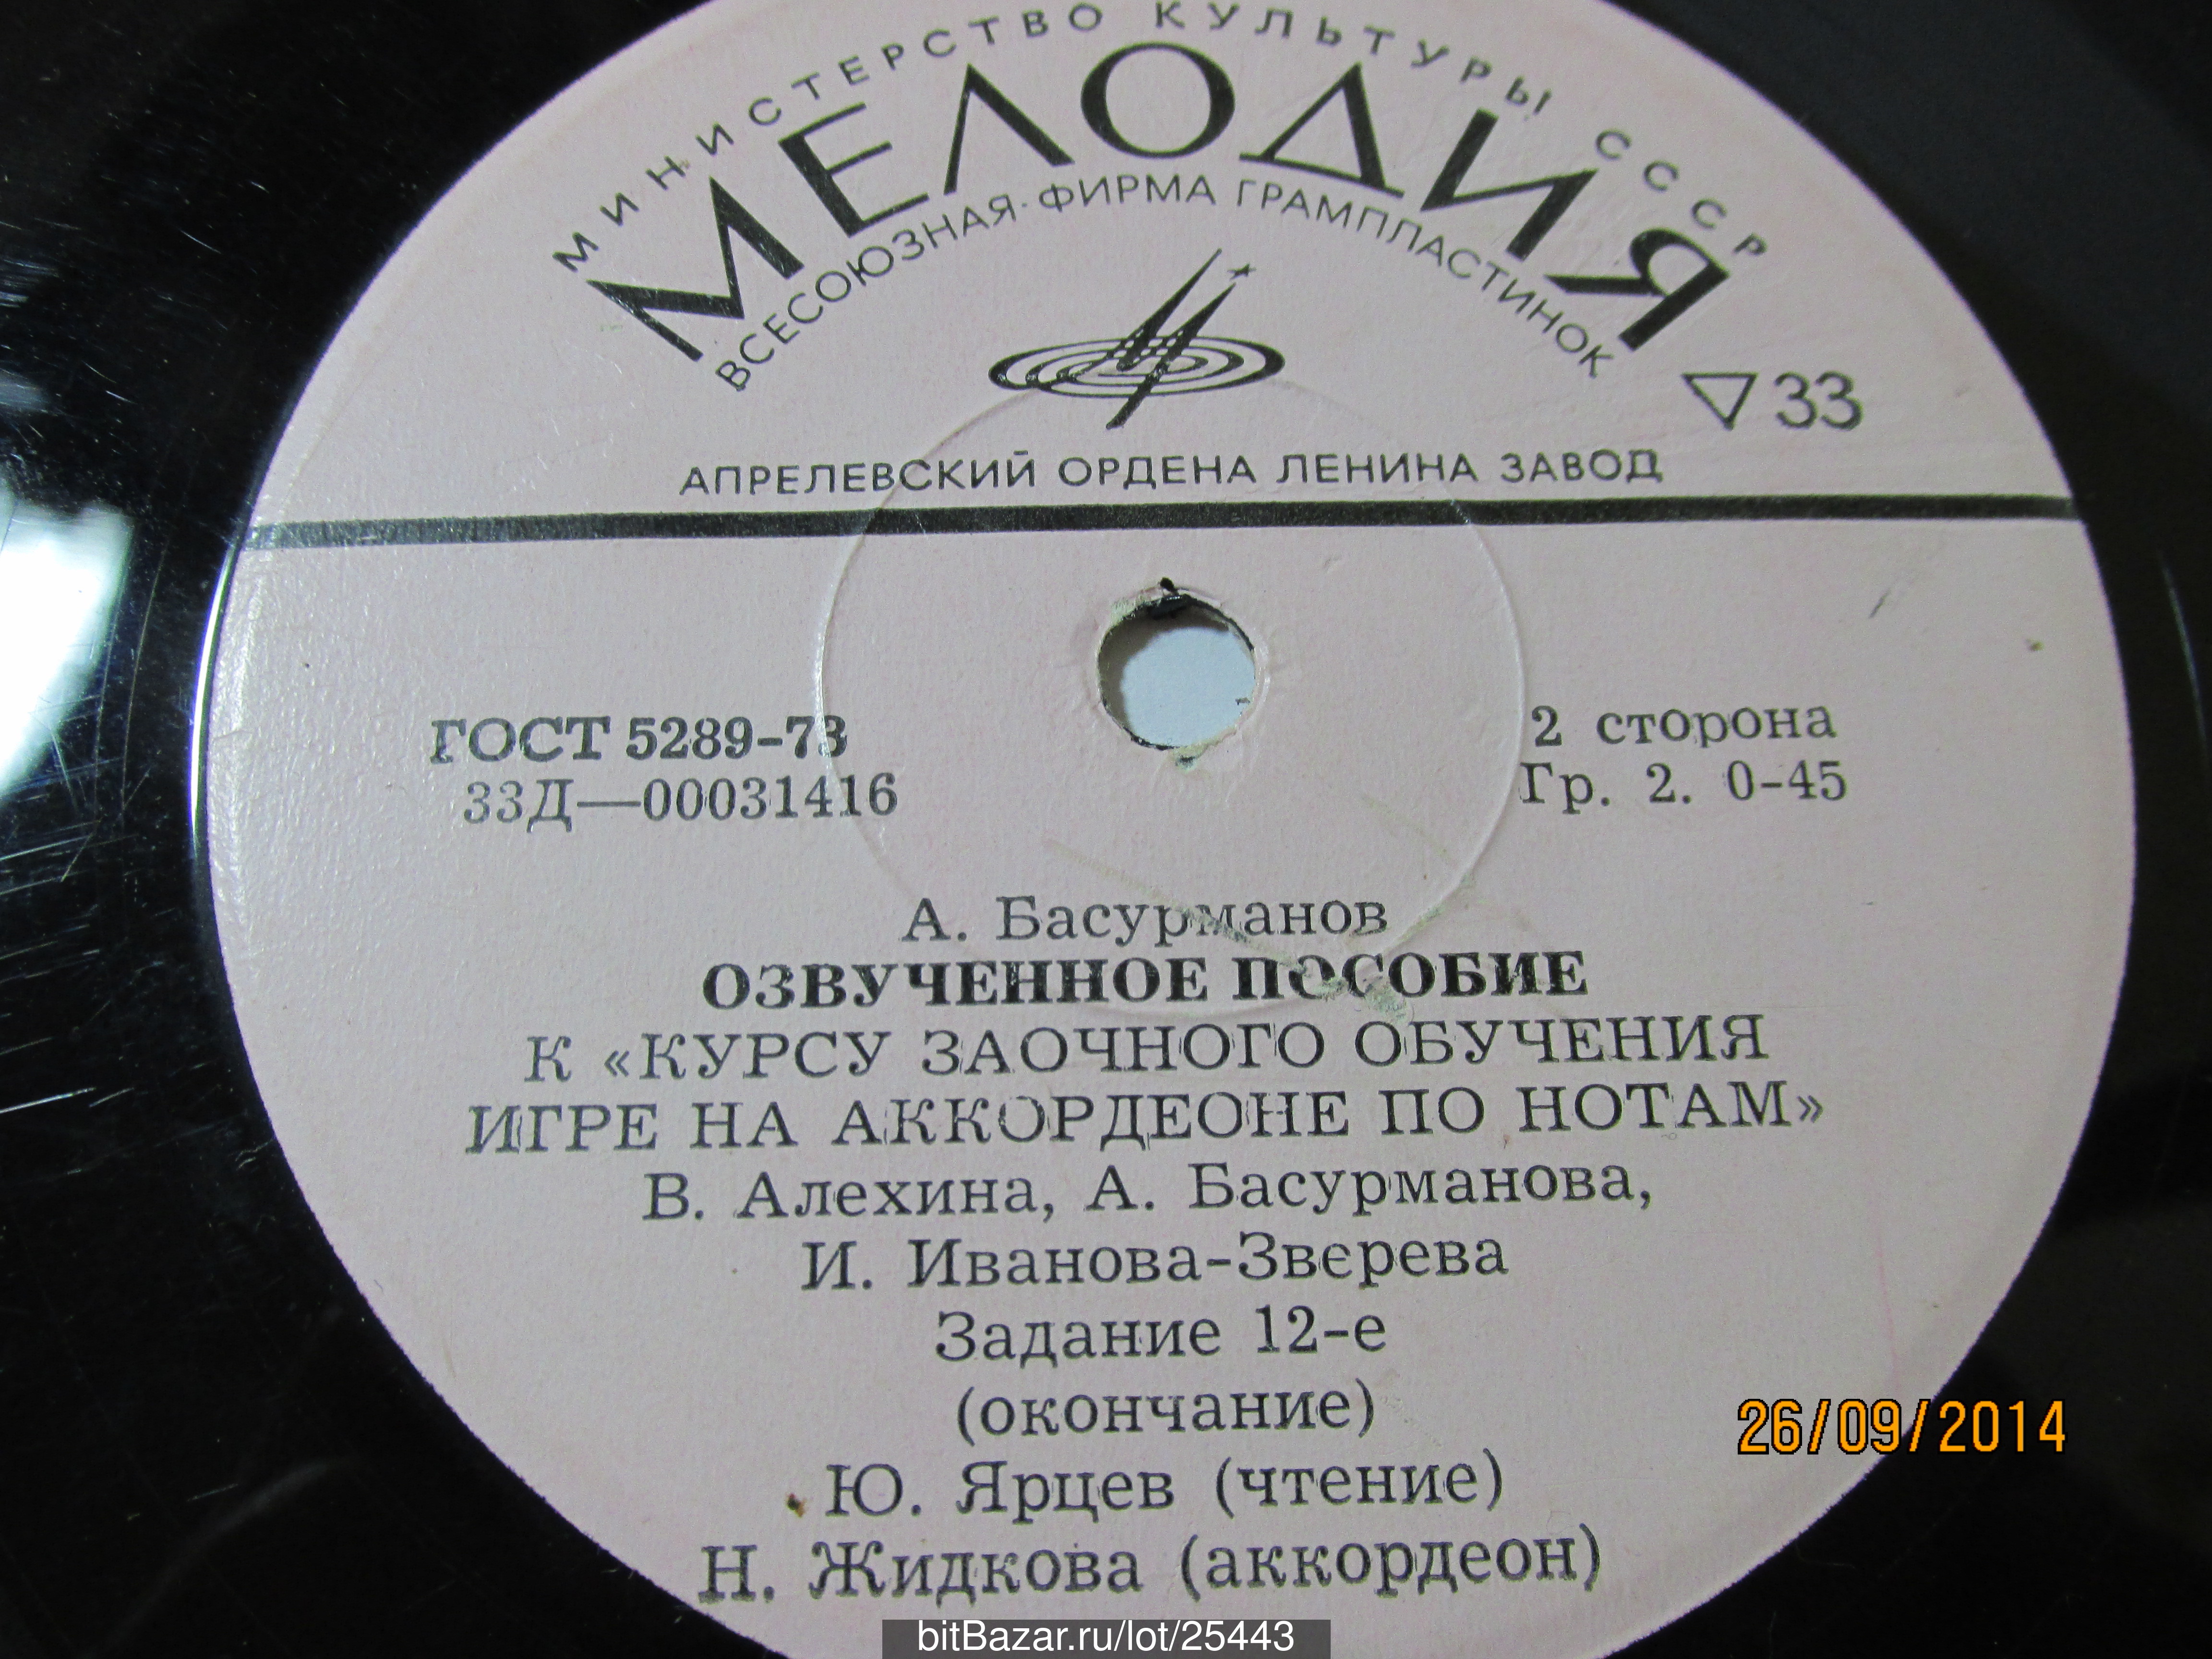 МИНИСТЕРСТВО КУЛЬТУРЫ СССР
МЕЛОДИЯ
ВСЕСОЮЗНАЯ·ФИРМА ГРАМПЛАСТИНОК
▽33
АПРЕЛЕВСКИЙ ОРДЕНА ЛЕНИНА ЗАВОД
ГОСТ 5289-73
33Д—00031416
2 сторона
Гр. 2. 0-45
А. Басурманов
ОЗВУЧЕННОЕ ПОСОБИЕ
К «КУРСУ ЗАОЧНОГО ОБУЧЕНИЯ
ИГРЕ НА АККОРДЕОНЕ ПО НОТАМ»
В. Алехина, А. Басурманова,
И. Иванова-Зверева
Задание 12-е
(окончание)
Ю. Ярцев (чтение)
Н. Жидкова (аккордеон)
26/09/2014
bitBazar.ru/lot/25443